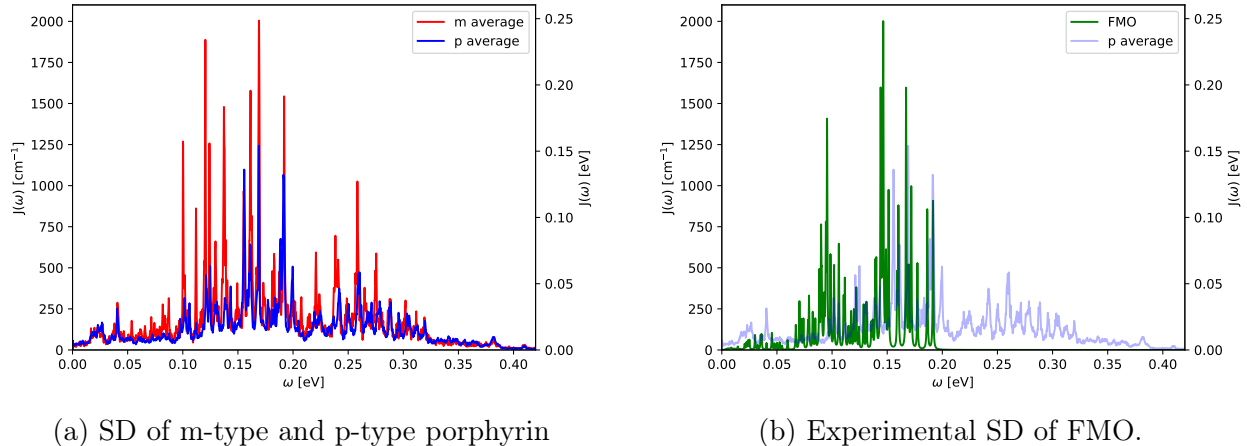 m average
p average
J(ω) [cm⁻¹]
2000
1750
1500
1250
1000
750
500
250
0
0.25
0.20
0.15
0.10
0.05
0.00
J(ω) [eV]
0.00 0.05 0.10 0.15 0.20 0.25 0.30 0.35 0.40
ω [eV]
(a) SD of m-type and p-type porphyrin
FMO
p average
J(ω) [cm⁻¹]
2000
1750
1500
1250
1000
750
500
250
0
0.25
0.20
0.15
0.10
0.05
0.00
J(ω) [eV]
0.00 0.05 0.10 0.15 0.20 0.25 0.30 0.35 0.40
ω [eV]
(b) Experimental SD of FMO.